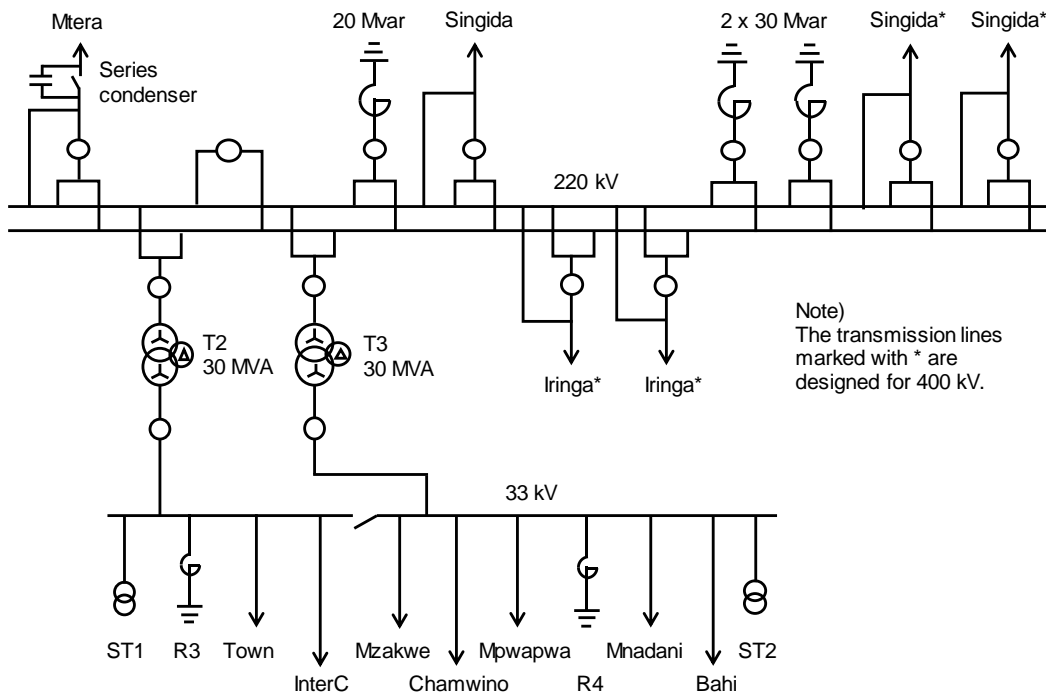 Mtera
20 Mvar
Singida
2 x 30 Mvar
Singida*
Singida*
Series
condenser
220 kV
T2
30 MVA
T3
30 MVA
Iringa*
Iringa*
Note)
The transmission lines
marked with * are
designed for 400 kV.
33 kV
ST1
R3
Town
InterC
Mzakwe
Chamwino
Mpwapwa
R4
Mnadani
Bahi
ST2